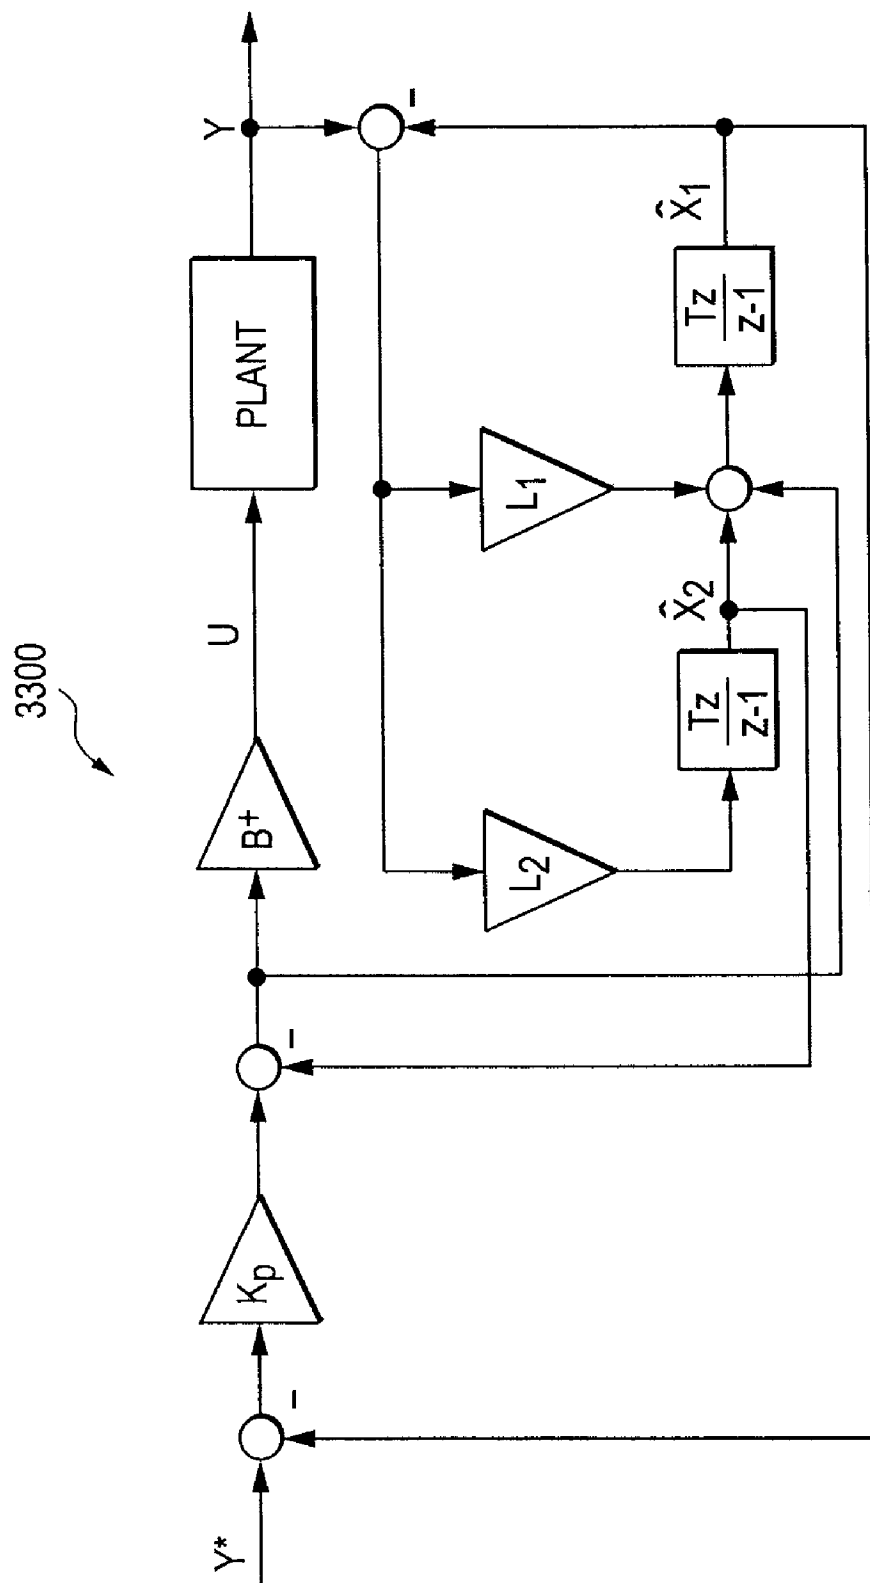 3300
Y*
−
Kp
−
B+
U
PLANT
Y
−
L2
Tz
z-1
X̂2
L1
Tz
z-1
X̂1